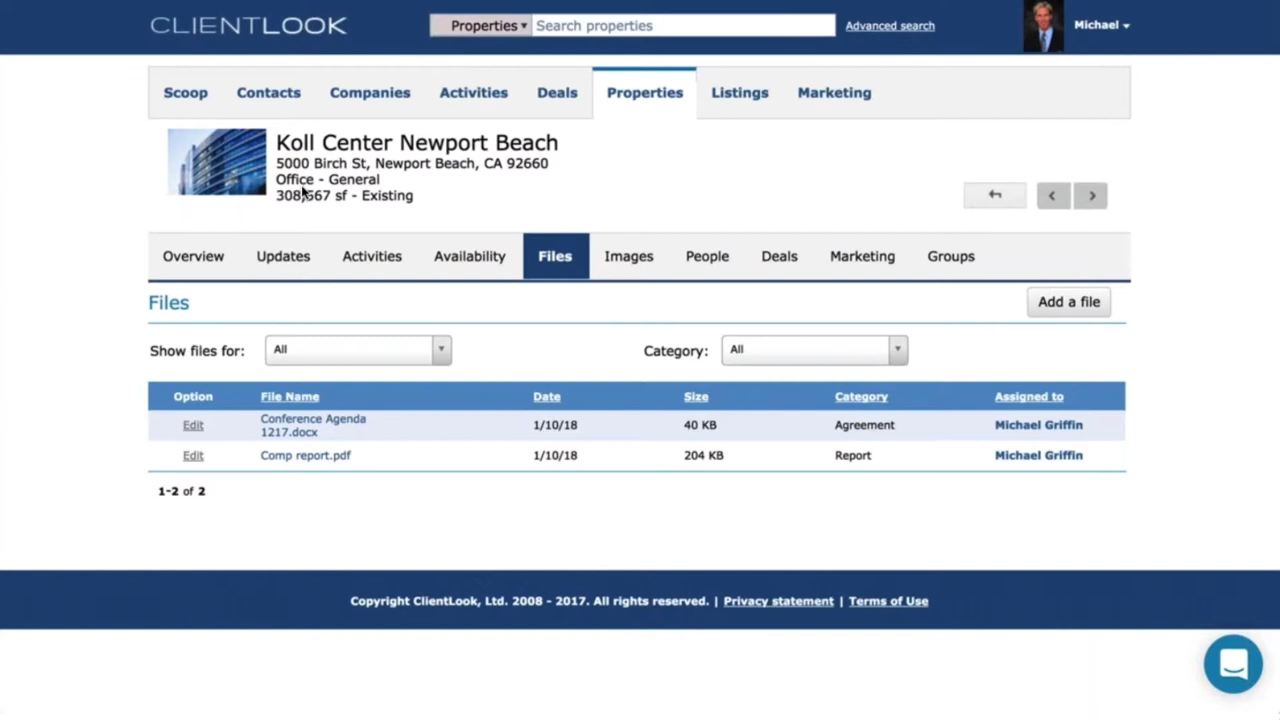 CLIENTLOOK
Properties
Search properties
Advanced search
Michael
Scoop
Contacts
Companies
Activities
Deals
Properties
Listings
Marketing
Koll Center Newport Beach
5000 Birch St, Newport Beach, CA 92660
Office - General
308,567 sf - Existing
Overview
Updates
Activities
Availability
Files
Images
People
Deals
Marketing
Groups
Files
Add a file
Show files for:
All
Category:
All
Option
File Name
Date
Size
Category
Assigned to
Edit
Conference Agenda
1217.docx
1/10/18
40 KB
Agreement
Michael Griffin
Edit
Comp report.pdf
1/10/18
204 KB
Report
Michael Griffin
1-2 of 2
Copyright ClientLook, Ltd. 2008 - 2017. All rights reserved. | Privacy statement | Terms of Use